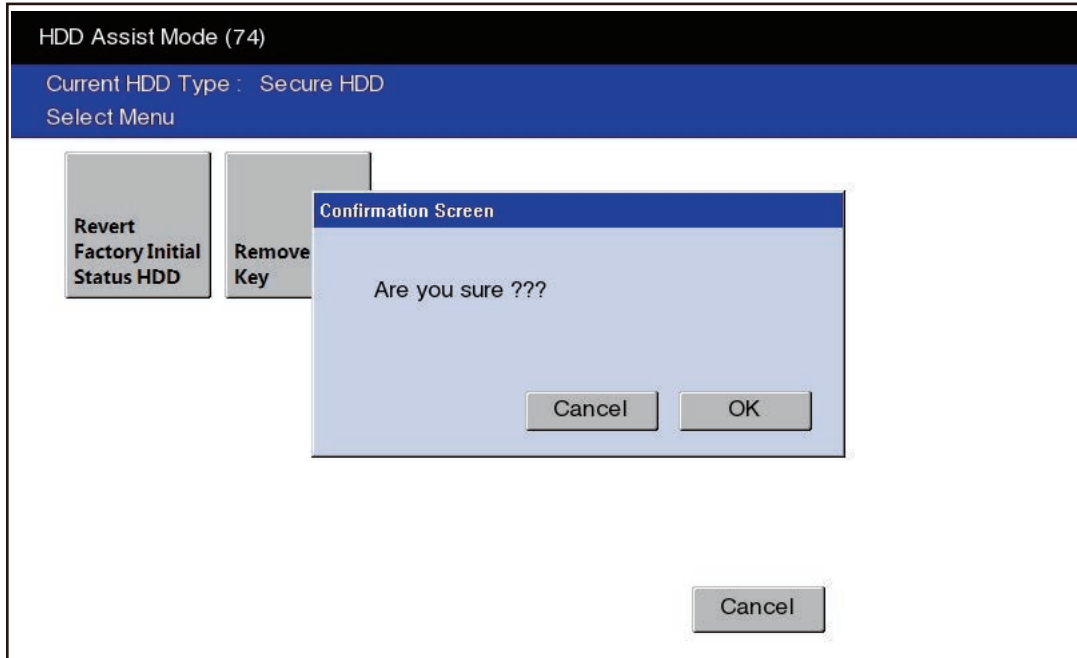 HDD Assist Mode (74)
Current HDD Type : Secure HDD
Select Menu
Revert
Factory Initial
Status HDD
Remove
Key
Confirmation Screen
Are you sure ???
Cancel
OK
Cancel